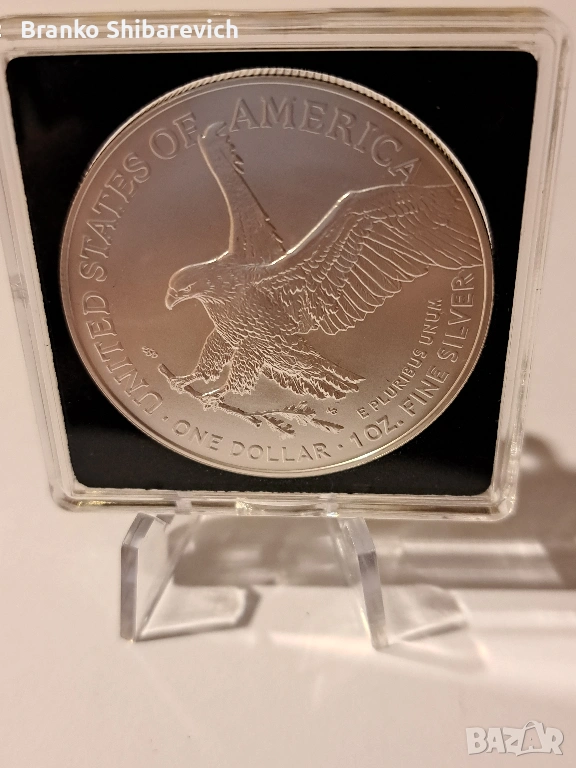 Branko Shibarevich
UNITED STATES OF AMERICA
E PLURIBUS UNUM
• ONE DOLLAR • 1 OZ. FINE SILVER
BAZAR